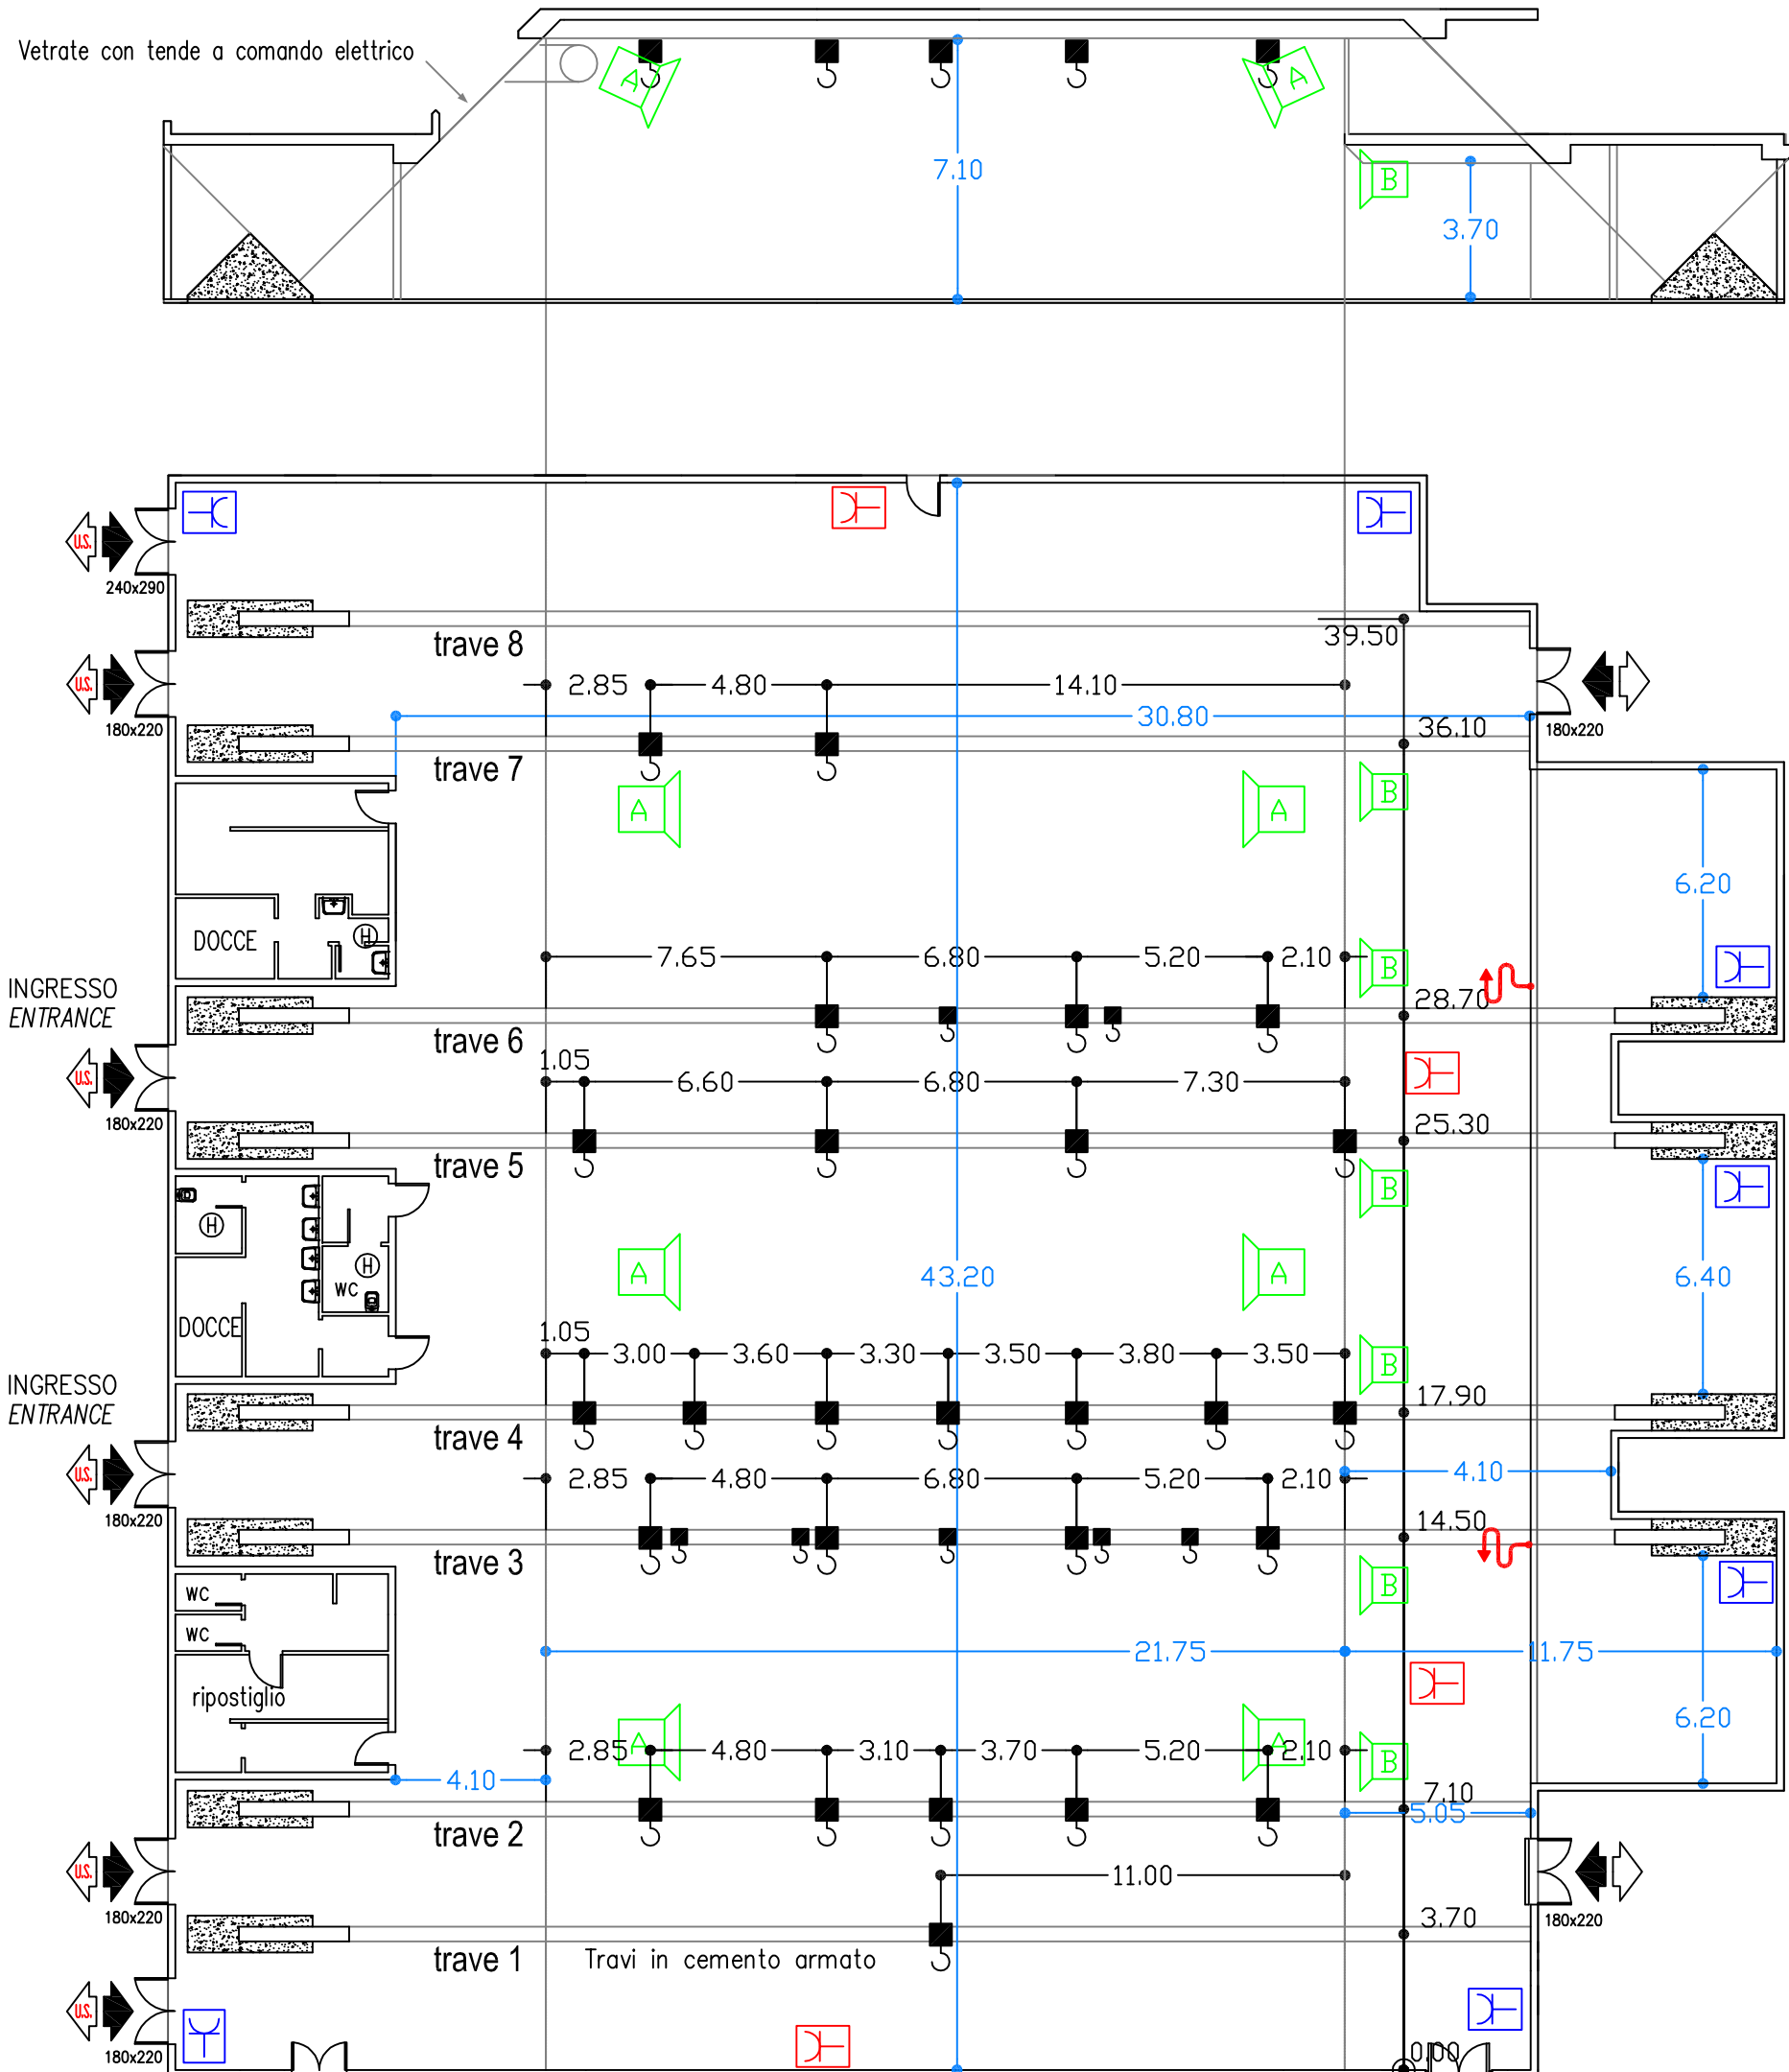 Vetrate con tende a comando elettrico
A
A
7.10
B
3.70
U.S.
240x290
trave 8
39.50
U.S.
2.85
4.80
14.10
180x220
30.80
36.10
180x220
trave 7
A
A
B
6.20
DOCCE
H
7.65
6.80
5.20
2.10
B
INGRESSO
ENTRANCE
28.70
trave 6
1.05
U.S.
6.60
6.80
7.30
180x220
25.30
trave 5
B
H
H
WC
A
A
43.20
6.40
DOCCE
1.05
3.00
3.60
3.30
3.50
3.80
3.50
B
INGRESSO
ENTRANCE
17.90
trave 4
U.S.
2.85
4.80
6.80
5.20
2.10
4.10
180x220
14.50
trave 3
WC
B
WC
21.75
11.75
ripostiglio
6.20
A
A
2.85
4.80
3.10
3.70
5.20
2.10
B
4.10
7.10
5.05
trave 2
U.S.
11.00
180x220
180x220
3.70
trave 1
Travi in cemento armato
U.S.
0.00
180x220